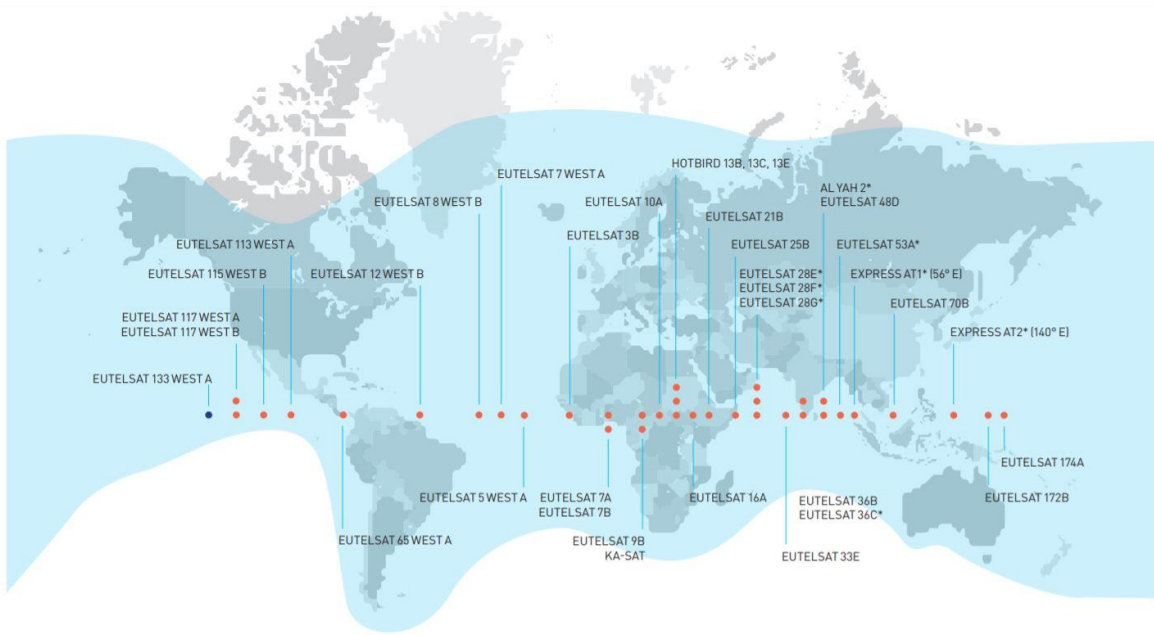 HOTBIRD 13B, 13C, 13E
EUTELSAT 7 WEST A
AL YAH 2*
EUTELSAT 48D
EUTELSAT 8 WEST B
EUTELSAT 10A
EUTELSAT 21B
EUTELSAT 3B
EUTELSAT 113 WEST A
EUTELSAT 25B
EUTELSAT 53A*
EUTELSAT 115 WEST B
EUTELSAT 12 WEST B
EUTELSAT 28E*
EUTELSAT 28F*
EUTELSAT 28G*
EXPRESS AT1* (56° E)
EUTELSAT 70B
EUTELSAT 117 WEST A
EUTELSAT 117 WEST B
EXPRESS AT2* (140° E)
EUTELSAT 133 WEST A
EUTELSAT 174A
EUTELSAT 5 WEST A
EUTELSAT 7A
EUTELSAT 7B
EUTELSAT 16A
EUTELSAT 36B
EUTELSAT 36C*
EUTELSAT 172B
EUTELSAT 65 WEST A
EUTELSAT 9B
KA-SAT
EUTELSAT 33E